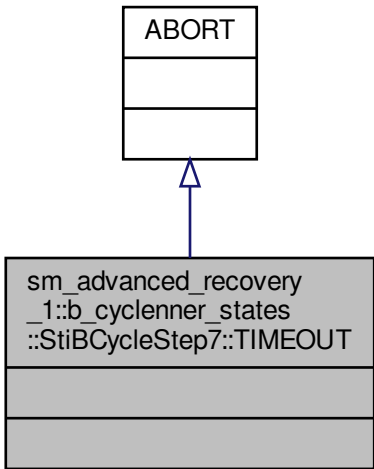 ABORT
sm_advanced_recovery
_1::b_cyclenner_states
::StiBCycleStep7::TIMEOUT